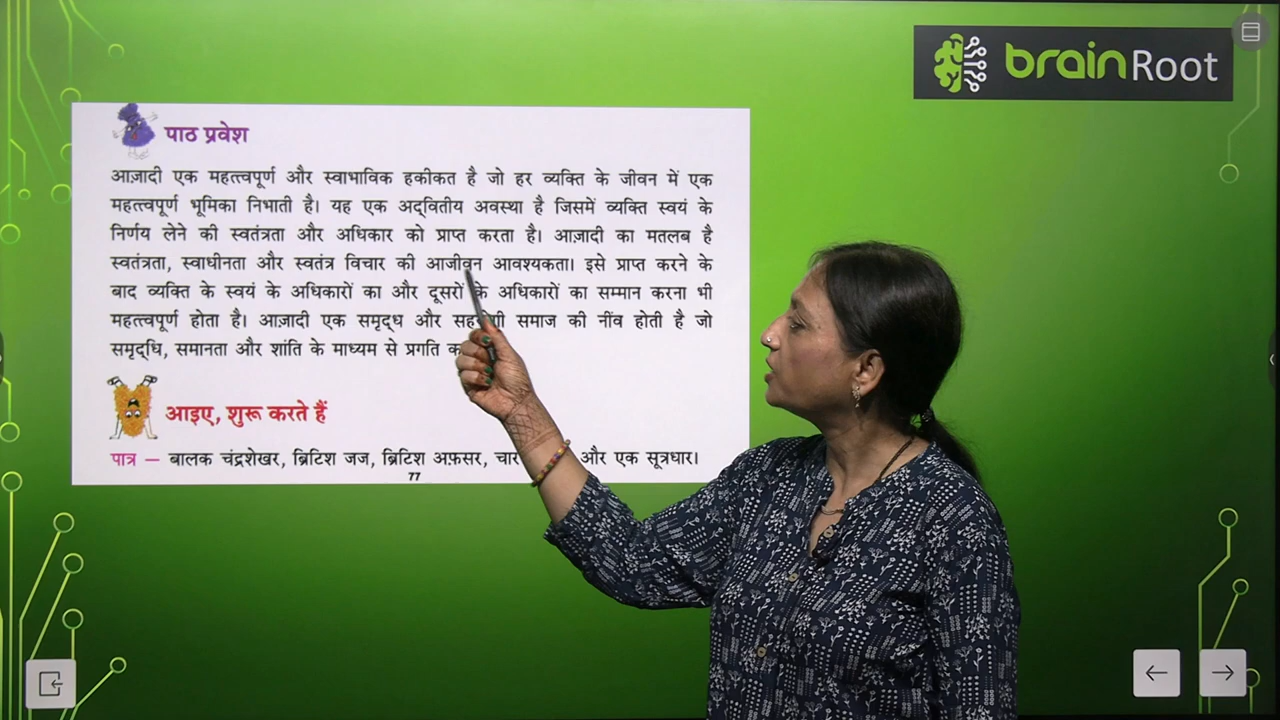 brainRoot
पाठ प्रवेश
आज़ादी एक महत्त्वपूर्ण और स्वाभाविक हकीकत है जो हर व्यक्ति के जीवन में एक
महत्त्वपूर्ण भूमिका निभाती है। यह एक अद्‌वितीय अवस्था है जिसमें व्यक्ति स्वयं के
निर्णय लेने की स्वतंत्रता और अधिकार को प्राप्त करता है। आज़ादी का मतलब है
स्वतंत्रता, स्वाधीनता और स्वतंत्र विचार की आजीवन आवश्यकता। इसे प्राप्त करने के
बाद व्यक्ति के स्वयं के अधिकारों का और दूसरों के अधिकारों का सम्मान करना भी
महत्त्वपूर्ण होता है। आज़ादी एक समृद्ध और समाज की नींव होती है जो
समृद्‌धि, समानता और शांति के माध्यम से प्रगति
आइए, शुरू करते हैं
पात्र — बालक चंद्रशेखर, ब्रिटिश जज, ब्रिटिश अफ़सर, और एक सूत्रधार।
77